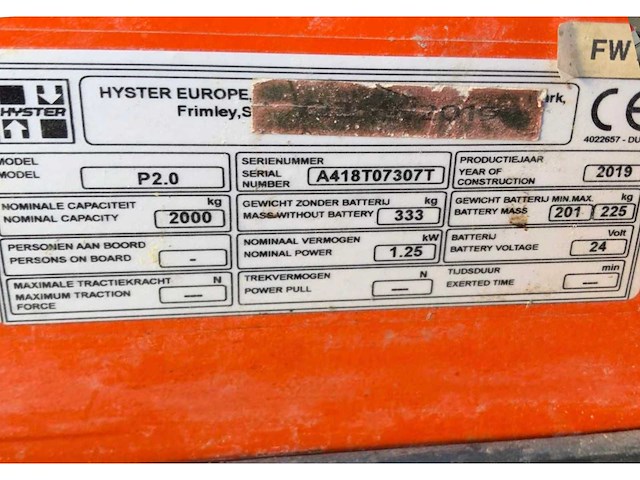 FW
HYSTER
HYSTER EUROPE,
Frimley,
CE
4022657 - DU
MODEL
MODEL P2.0
SERIENUMMER
SERIAL NUMBER A418T07307T
PRODUCTIEJAAR
YEAR OF CONSTRUCTION 2019
NOMINALE CAPACITEIT kg
NOMINAL CAPACITY 2000
GEWICHT ZONDER BATTERIJ kg
MASS WITHOUT BATTERY 333
GEWICHT BATTERIJ MIN.MAX. kg
BATTERY MASS 201 225
PERSONEN AAN BOORD
PERSONS ON BOARD -
NOMINAAL VERMOGEN kW
NOMINAL POWER 1.25
BATTERIJ Volt
BATTERY VOLTAGE 24
MAXIMALE TRACTIEKRACHT N
MAXIMUM TRACTION FORCE —
TREKVERMOGEN N
POWER PULL —
TIJDSDUUR min
EXERTED TIME —